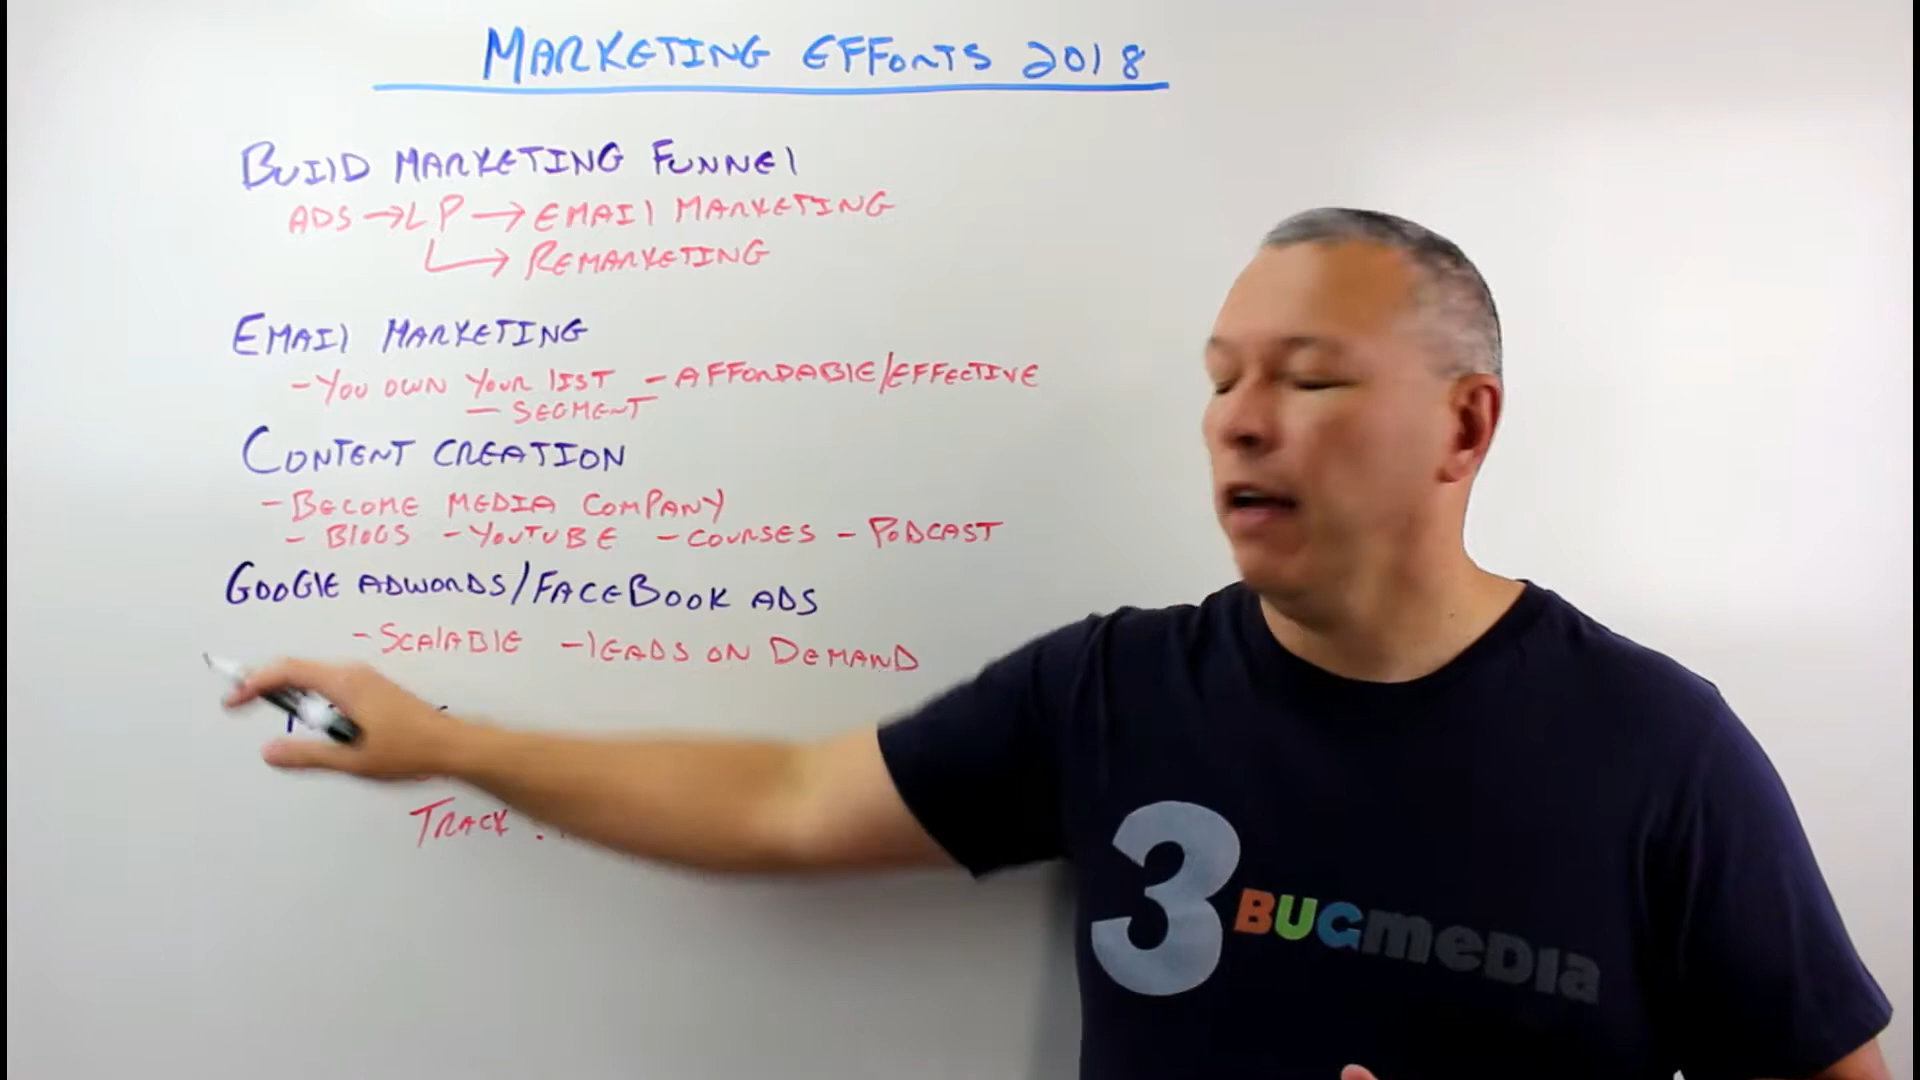 MARKETING EFFORTS 2018
BUILD MARKETING FUNNEL
ADS → LP → EMAIL MARKETING
→ REMARKETING
EMAIL MARKETING
- YOU OWN YOUR LIST - AFFORDABLE/EFFECTIVE
- SEGMENT
CONTENT CREATION
- BECOME MEDIA COMPANY
- BLOGS - YOUTUBE - COURSES - PODCAST
GOOGLE ADWORDS/FACEBOOK ADS
- SCALABLE - LEADS ON DEMAND
TRACK
3 BUGMEDIA